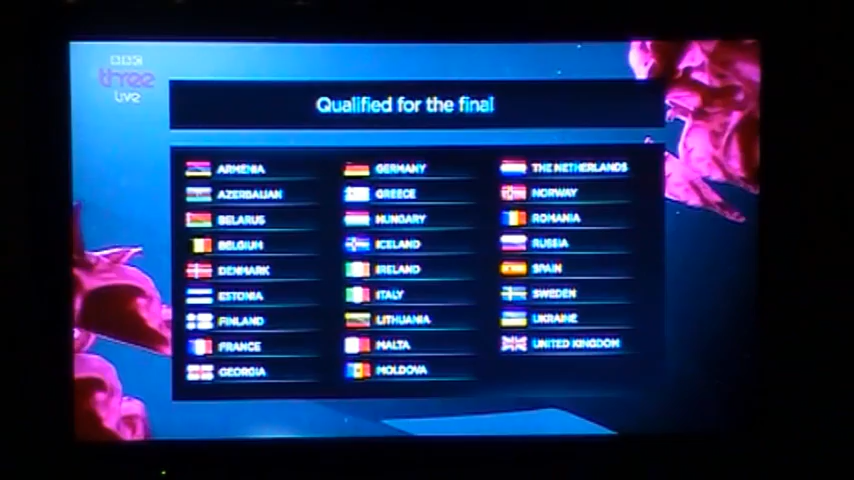 BBC
three
live
Qualified for the final
ARMENIA
AZERBAIJAN
BELARUS
BELGIUM
DENMARK
ESTONIA
FINLAND
FRANCE
GEORGIA
GERMANY
GREECE
HUNGARY
ICELAND
IRELAND
ITALY
LITHUANIA
MALTA
MOLDOVA
THE NETHERLANDS
NORWAY
ROMANIA
RUSSIA
SPAIN
SWEDEN
UKRAINE
UNITED KINGDOM